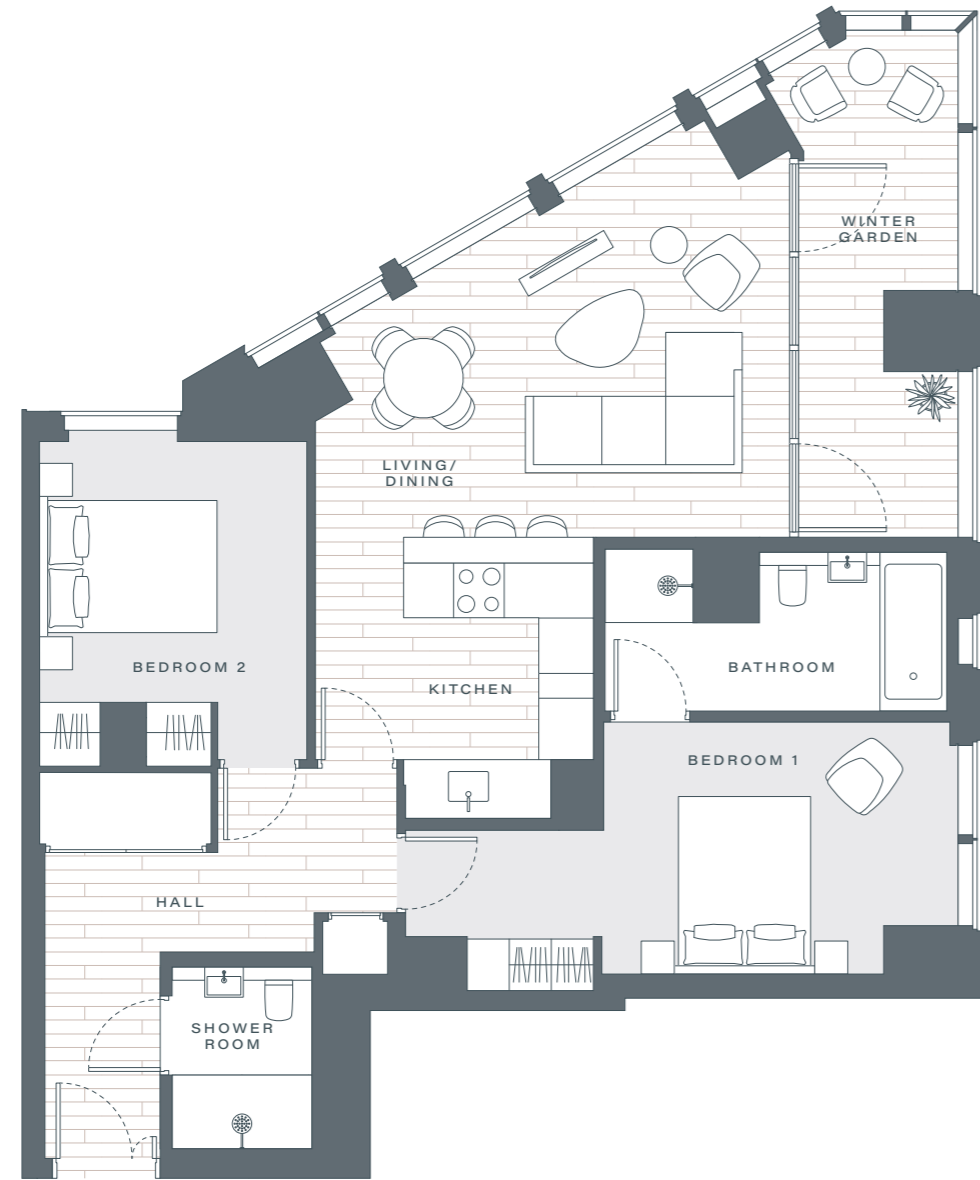 WINTER
GARDEN
LIVING/
DINING
BEDROOM 2
KITCHEN
BATHROOM
BEDROOM 1
HALL
SHOWER
ROOM